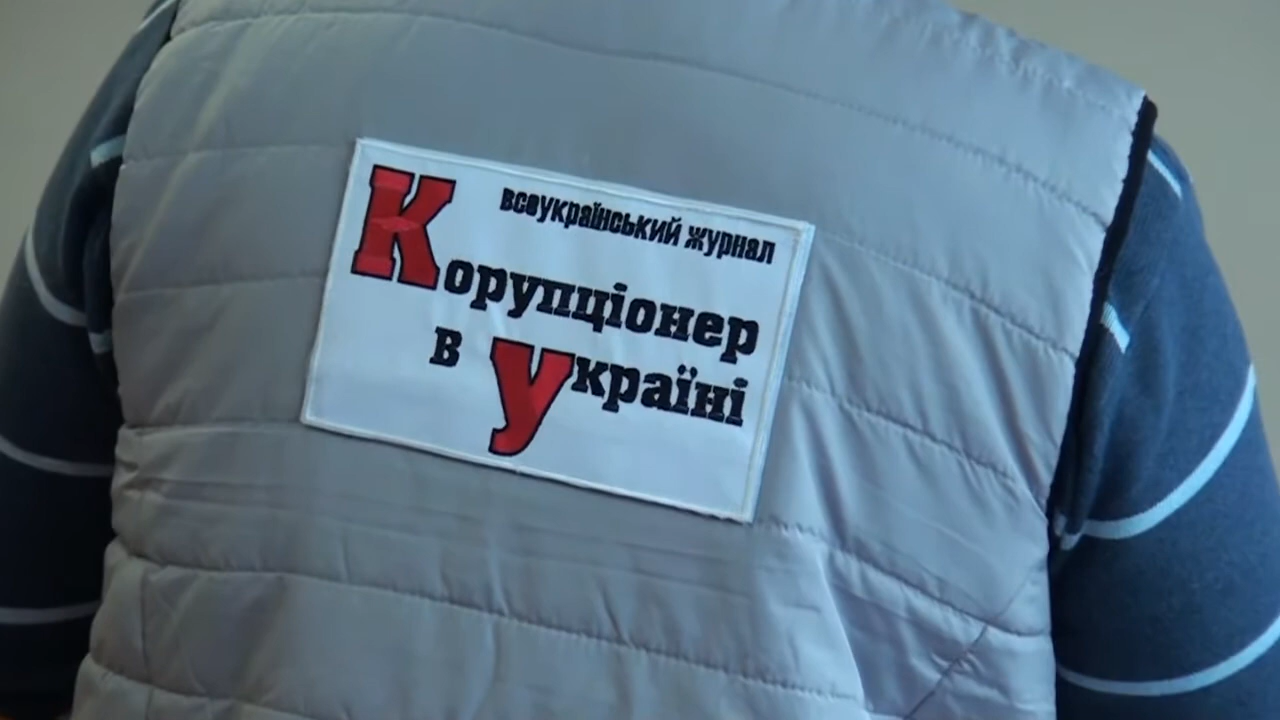 всеукраїнський журнал
Корупціонер
в Україні